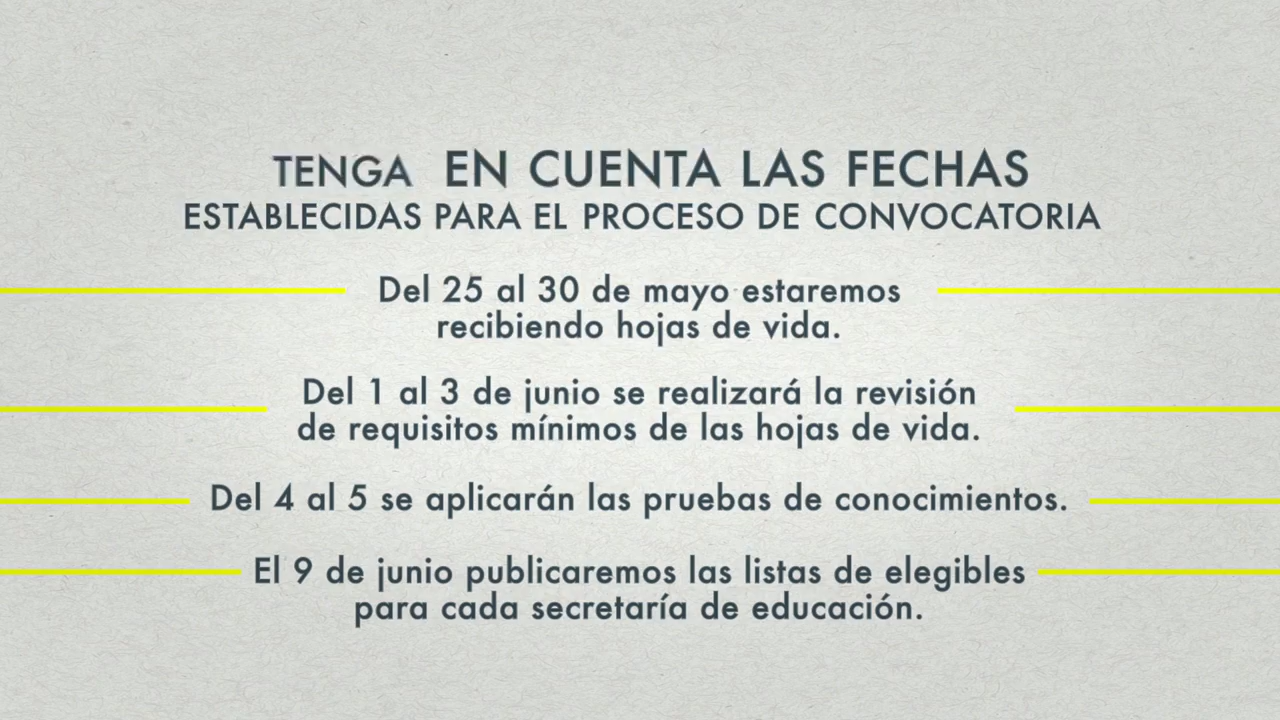 TENGA EN CUENTA LAS FECHAS
ESTABLECIDAS PARA EL PROCESO DE CONVOCATORIA
Del 25 al 30 de mayo estaremos
recibiendo hojas de vida.
Del 1 al 3 de junio se realizará la revisión
de requisitos mínimos de las hojas de vida.
Del 4 al 5 se aplicarán las pruebas de conocimientos.
El 9 de junio publicaremos las listas de elegibles
para cada secretaría de educación.